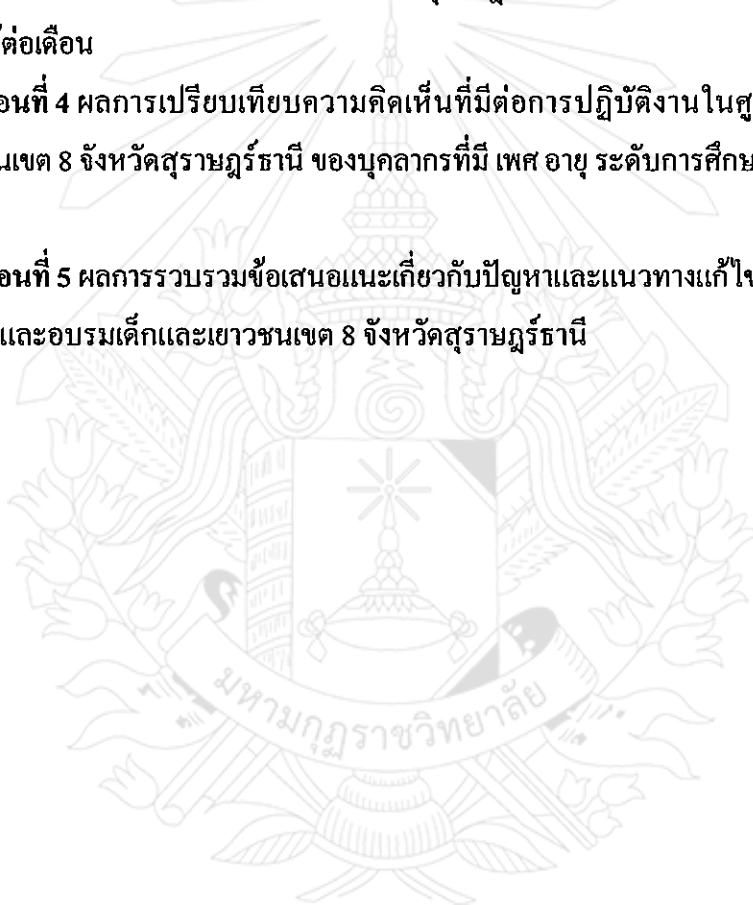 ต่อเดือน
อนที่ 4 ผลการเปรียบเทียบความคิดเห็นที่มีต่อการปฏิบัติงานในศู
นเขต 8 จังหวัดสุราษฎร์ธานี ของบุคลากรที่มี เพศ อายุ ระดับการศึกษ
อนที่ 5 ผลการรวบรวมข้อเสนอแนะเกี่ยวกับปัญหาและแนวทางแก้ไข
และอบรมเด็กและเยาวชนเขต 8 จังหวัดสุราษฎร์ธานี
มหามกุฏราชวิทยาลัย